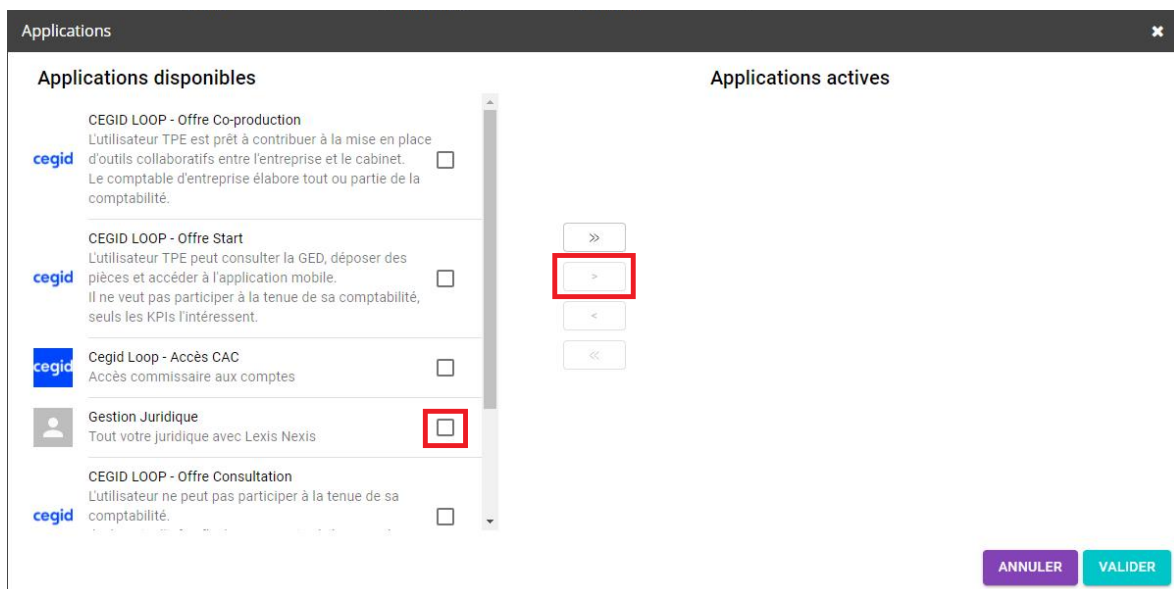 Applications
Applications disponibles
Applications actives
CEGID LOOP - Offre Co-production
L'utilisateur TPE est prêt à contribuer à la mise en place
cegid d'outils collaboratifs entre l'entreprise et le cabinet.
Le comptable d'entreprise élabore tout ou partie de la
comptabilité.
CEGID LOOP - Offre Start
L'utilisateur TPE peut consulter la GED, déposer des
cegid pièces et accéder à l'application mobile.
Il ne veut pas participer à la tenue de sa comptabilité,
seuls les KPIs l'intéressent.
cegid Cegid Loop - Accès CAC
Accès commissaire aux comptes
Gestion Juridique
Tout votre juridique avec Lexis Nexis
CEGID LOOP - Offre Consultation
L'utilisateur ne peut pas participer à la tenue de sa
cegid comptabilité.
»
>
<
«
ANNULER VALIDER